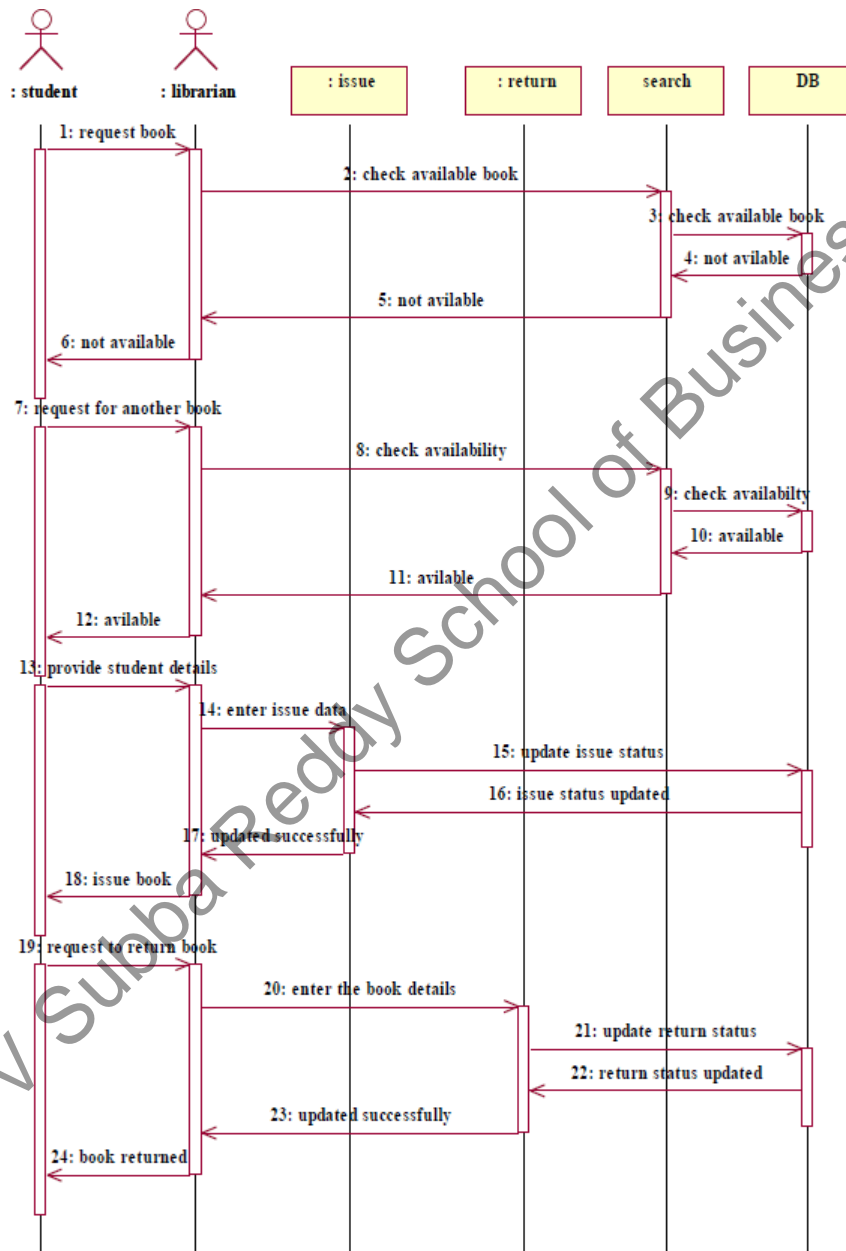 : student
: librarian
: issue
: return
search
DB
1: request book
2: check available book
3: check available book
4: not avilable
5: not avilable
6: not available
7: request for another book
8: check availability
9: check availabilty
10: available
11: avilable
12: avilable
13: provide student details
14: enter issue data
15: update issue status
16: issue status updated
17: updated successfully
18: issue book
19: request to return book
20: enter the book details
21: update return status
22: return status updated
23: updated successfully
24: book returned
V Subba Reddy School of Busines